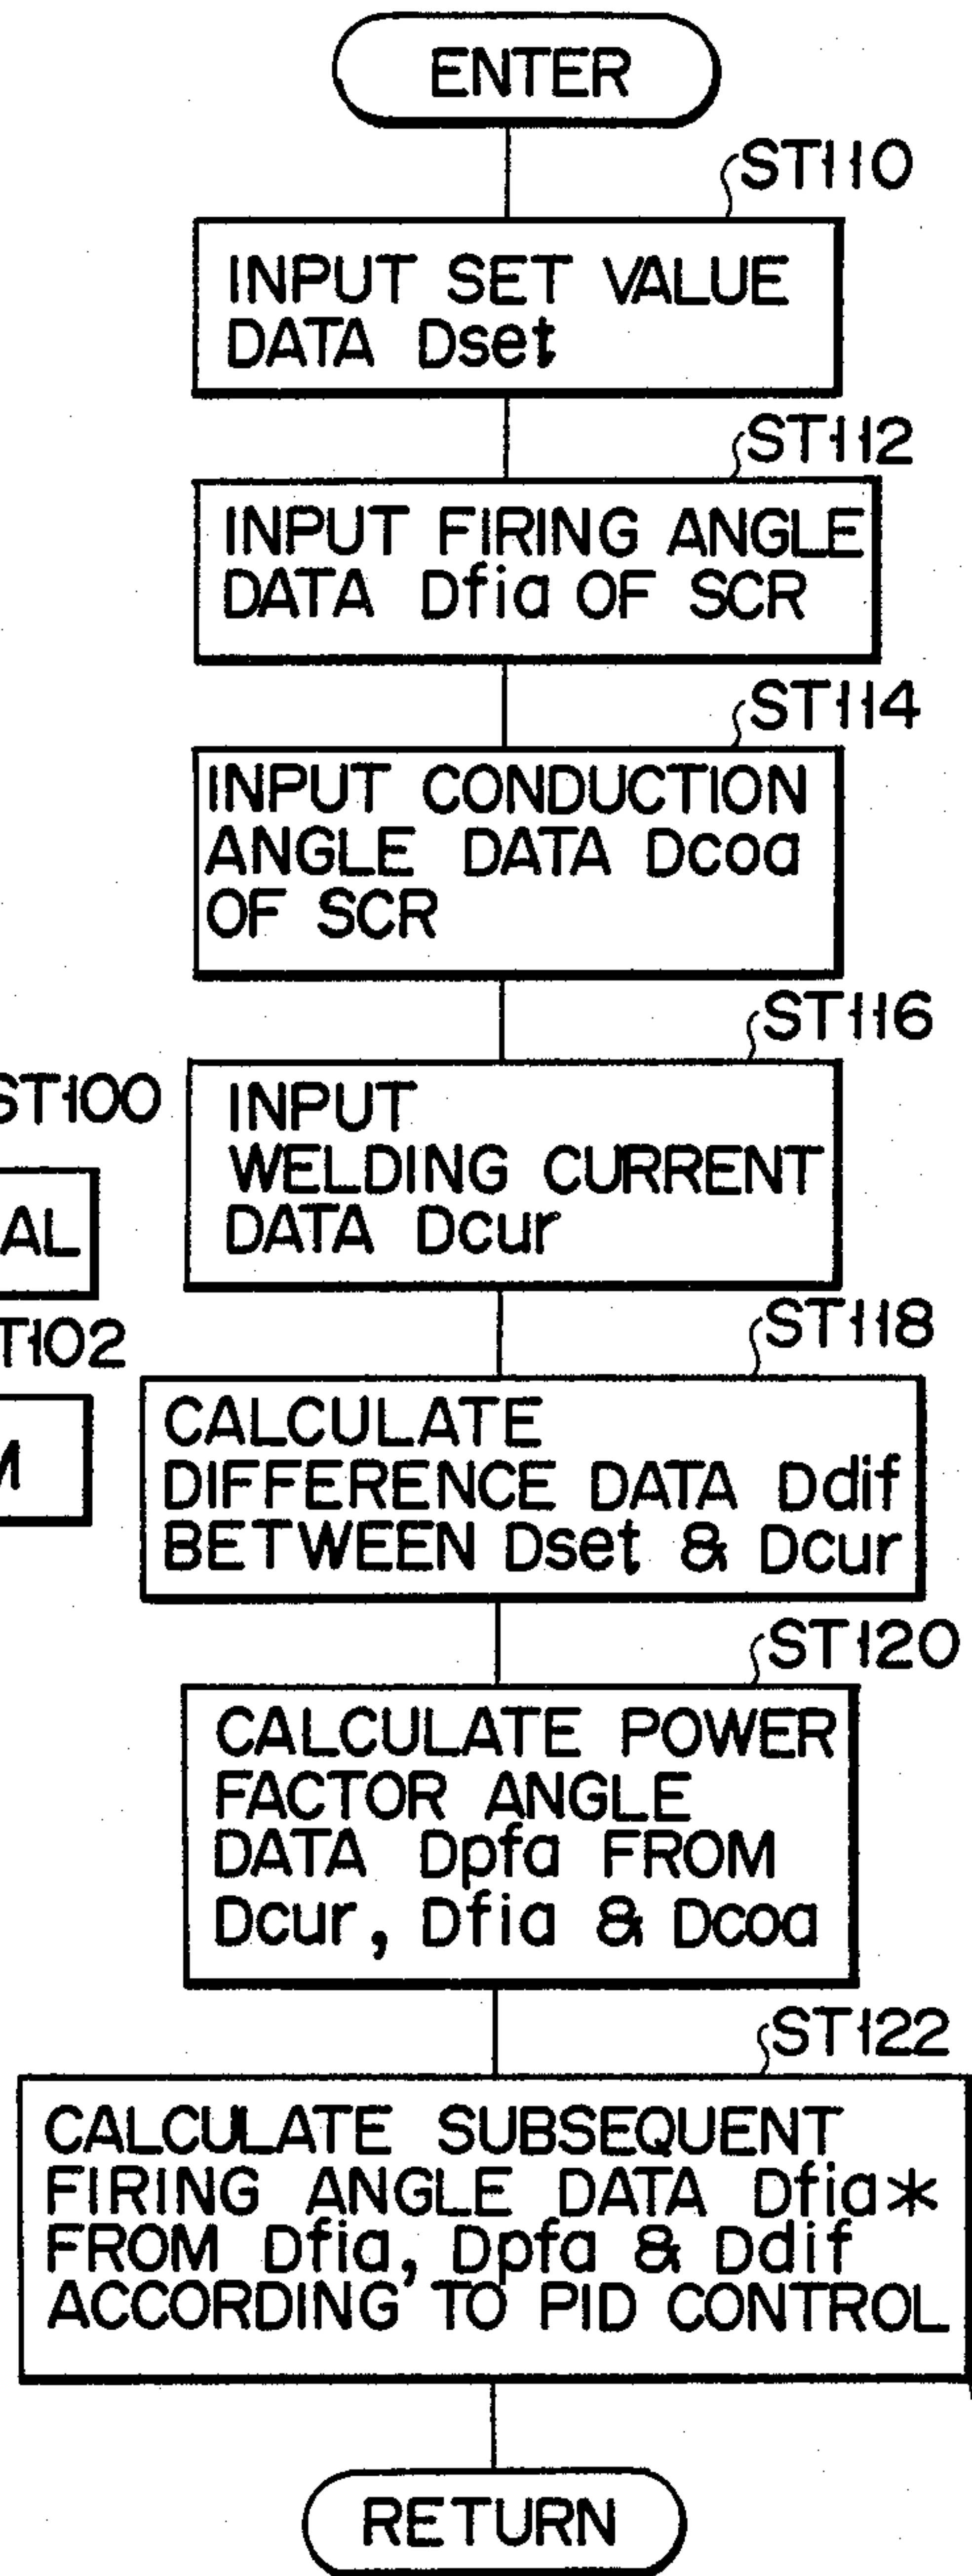 ENTER
ST110
INPUT SET VALUE
DATA Dset
ST112
INPUT FIRING ANGLE
DATA Dfia OF SCR
ST114
INPUT CONDUCTION
ANGLE DATA Dcoa
OF SCR
ST116
INPUT
WELDING CURRENT
DATA Dcur
ST100
AL
T102
M
ST118
CALCULATE
DIFFERENCE DATA Ddif
BETWEEN Dset & Dcur
ST120
CALCULATE POWER
FACTOR ANGLE
DATA Dpfa FROM
Dcur, Dfia & Dcoa
ST122
CALCULATE SUBSEQUENT
FIRING ANGLE DATA Dfia*
FROM Dfia, Dpfa & Ddif
ACCORDING TO PID CONTROL
RETURN